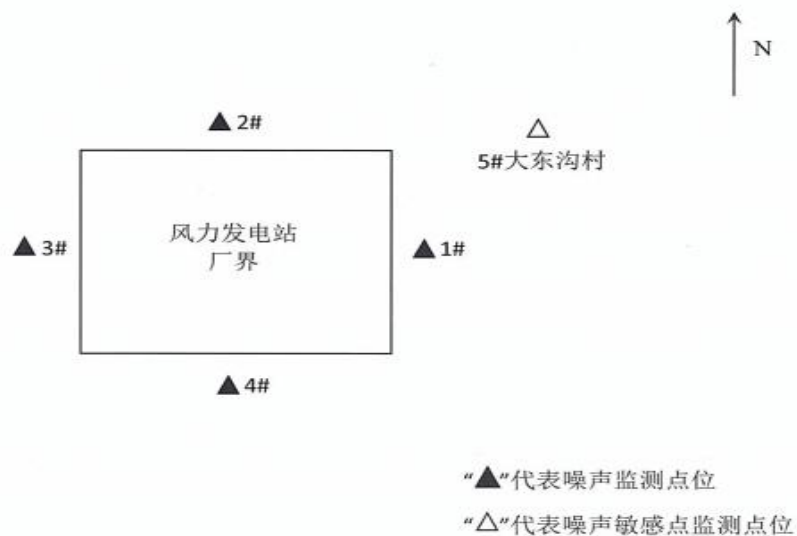 N
▲2#
△
5#大东沟村
▲3#
风力发电站
厂界
▲1#
▲4#
“▲”代表噪声监测点位
“△”代表噪声敏感点监测点位